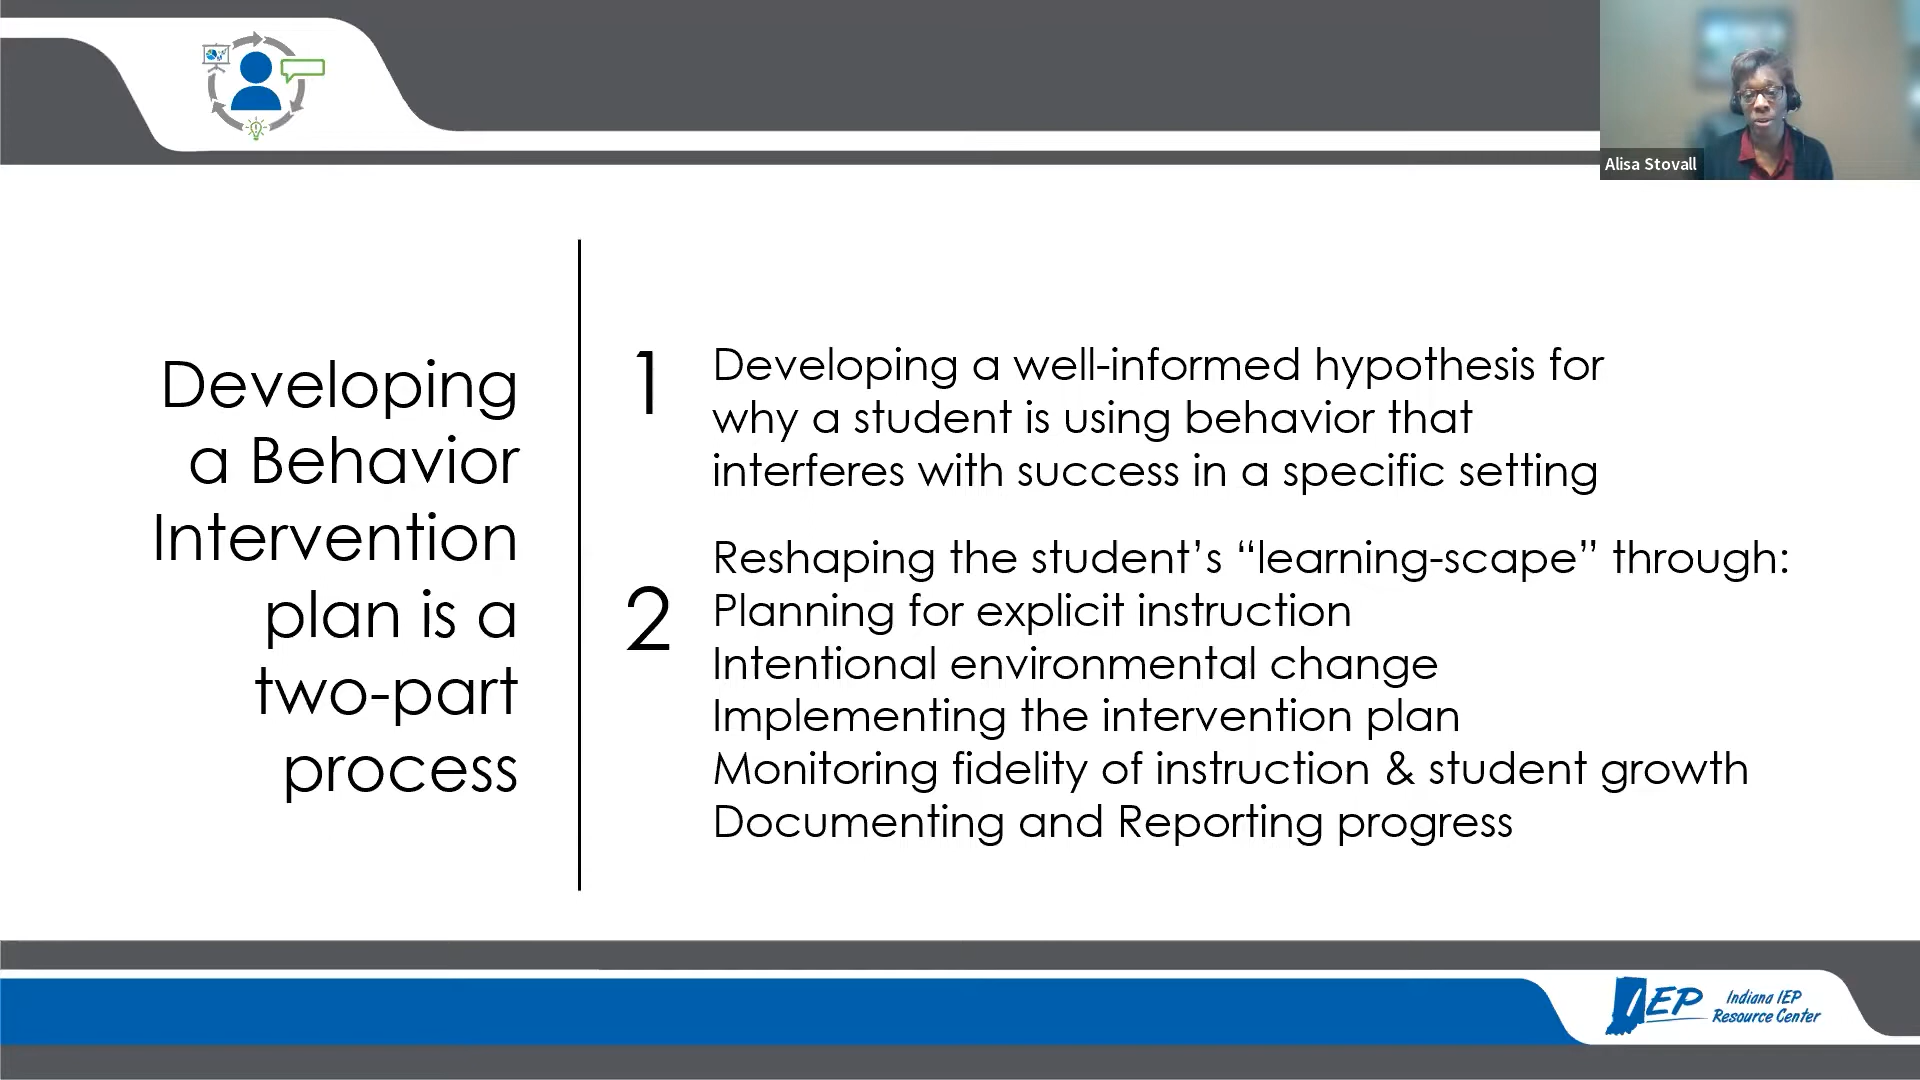 Alisa Stovall
Developing
a Behavior
Intervention
plan is a
two-part
process
1
Developing a well-informed hypothesis for
why a student is using behavior that
interferes with success in a specific setting
2
Reshaping the student’s “learning-scape” through:
Planning for explicit instruction
Intentional environmental change
Implementing the intervention plan
Monitoring fidelity of instruction & student growth
Documenting and Reporting progress
IEP
Indiana IEP
Resource Center